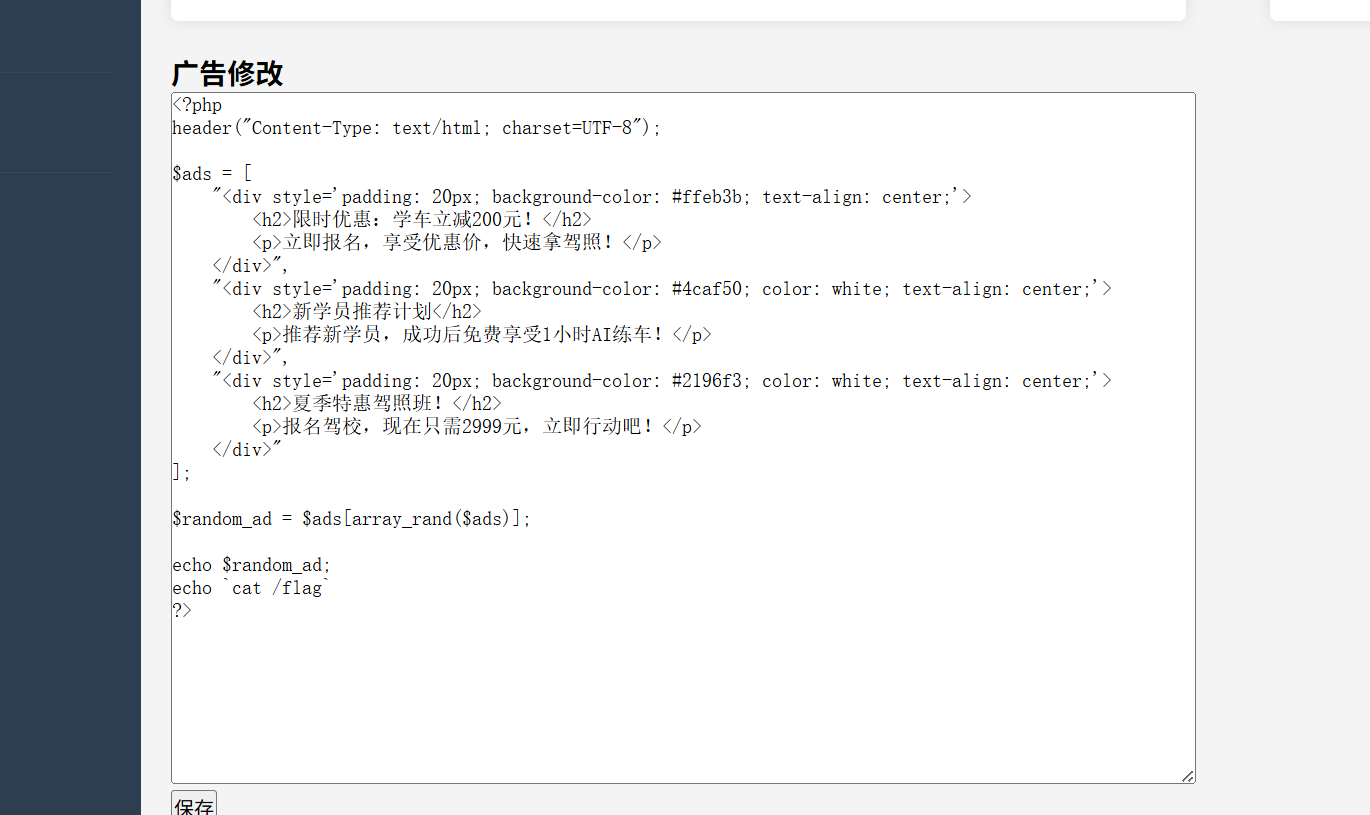 广告修改
<?php
header("Content-Type: text/html; charset=UTF-8");
$ads = [
    "<div style='padding: 20px; background-color: #ffeb3b; text-align: center;'>
        <h2>限时优惠：学车立减200元！</h2>
        <p>立即报名，享受优惠价，快速拿驾照！</p>
    </div>",
    "<div style='padding: 20px; background-color: #4caf50; color: white; text-align: center;'>
        <h2>新学员推荐计划</h2>
        <p>推荐新学员，成功后免费享受1小时AI练车！</p>
    </div>",
    "<div style='padding: 20px; background-color: #2196f3; color: white; text-align: center;'>
        <h2>夏季特惠驾照班！</h2>
        <p>报名驾校，现在只需2999元，立即行动吧！</p>
    </div>"
];
$random_ad = $ads[array_rand($ads)];
echo $random_ad;
echo `cat /flag`
?>
保存